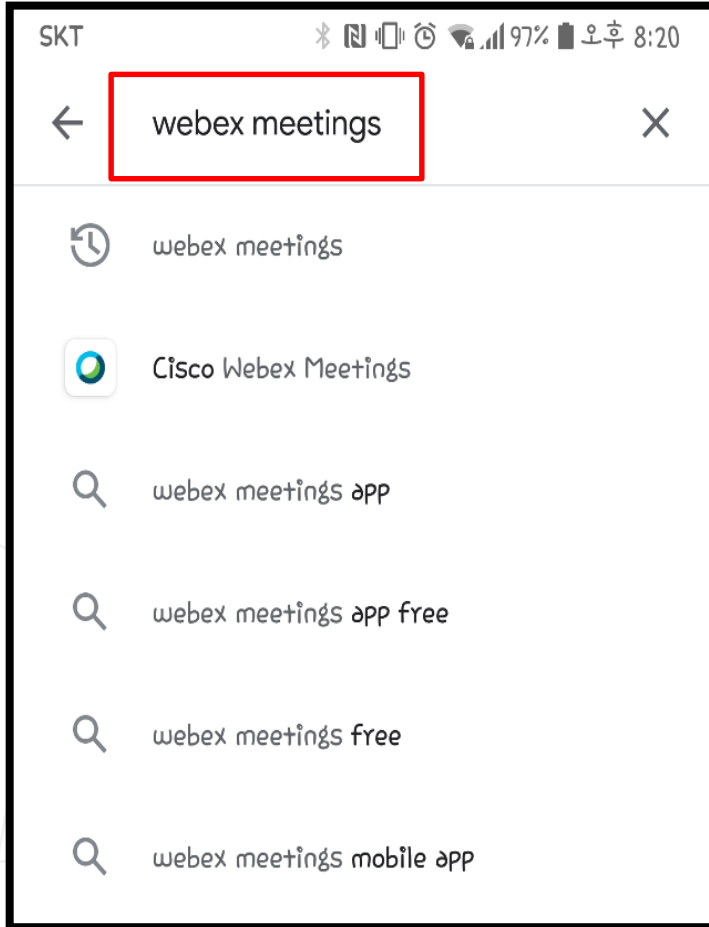 SKT 97% 오후 8:20
webex meetings
webex meetings
Cisco Webex Meetings
webex meetings app
webex meetings app free
webex meetings free
webex meetings mobile app